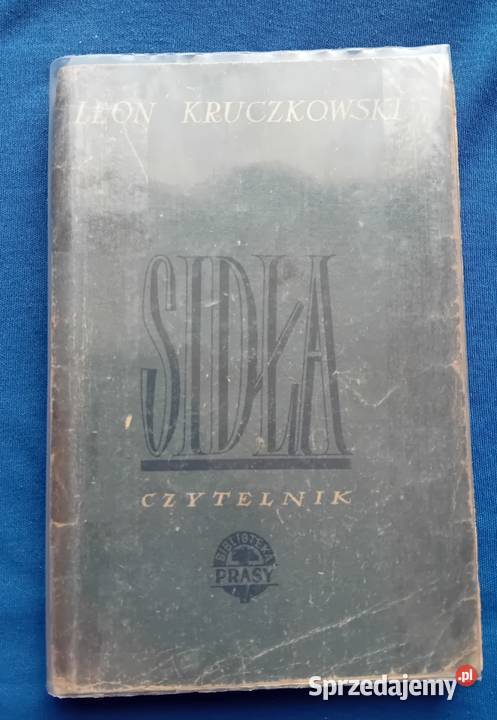 LEON KRUCZKOWSKI
SIDŁA
CZYTELNIK
BIBLIOTEKA
PRASY
Sprzedajemy.pl